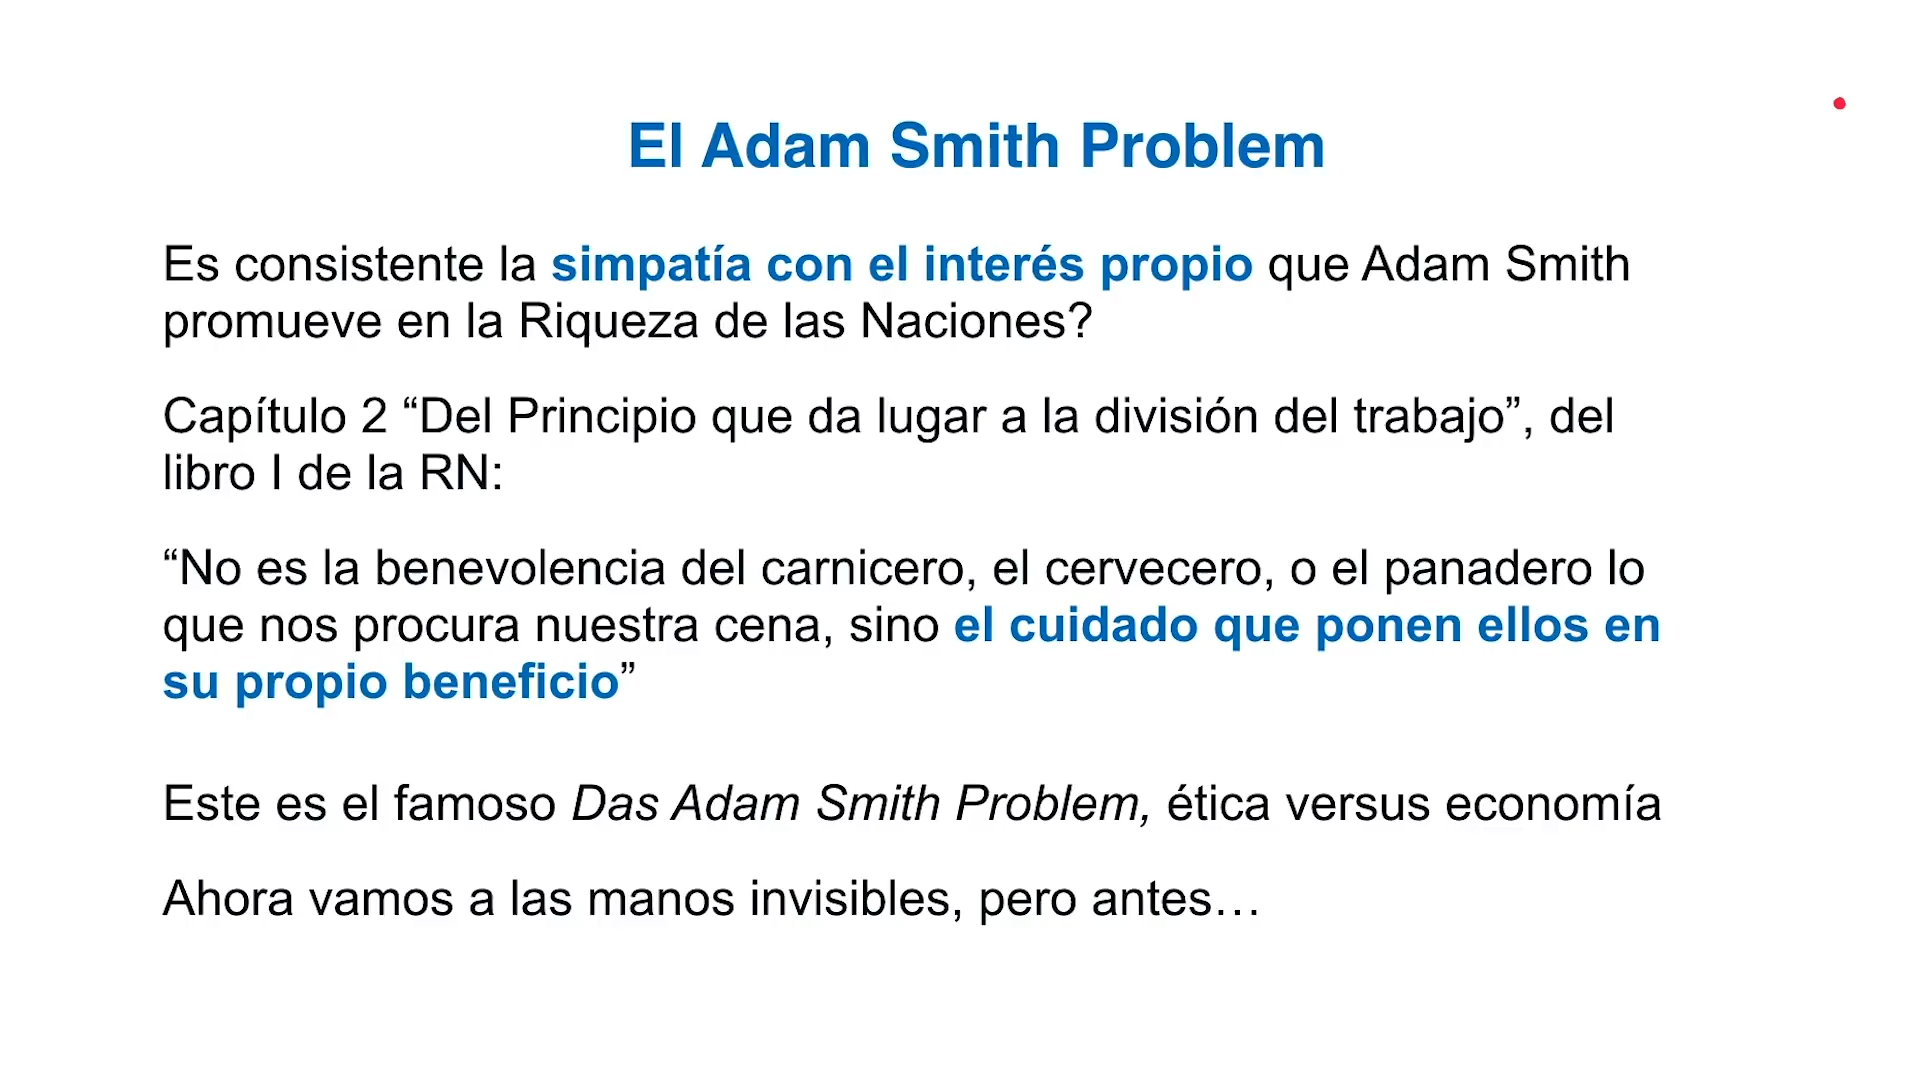 El Adam Smith Problem
Es consistente la simpatía con el interés propio que Adam Smith
promueve en la Riqueza de las Naciones?
Capítulo 2 “Del Principio que da lugar a la división del trabajo”, del
libro I de la RN:
“No es la benevolencia del carnicero, el cervecero, o el panadero lo
que nos procura nuestra cena, sino el cuidado que ponen ellos en
su propio beneficio”
Este es el famoso Das Adam Smith Problem, ética versus economía
Ahora vamos a las manos invisibles, pero antes…